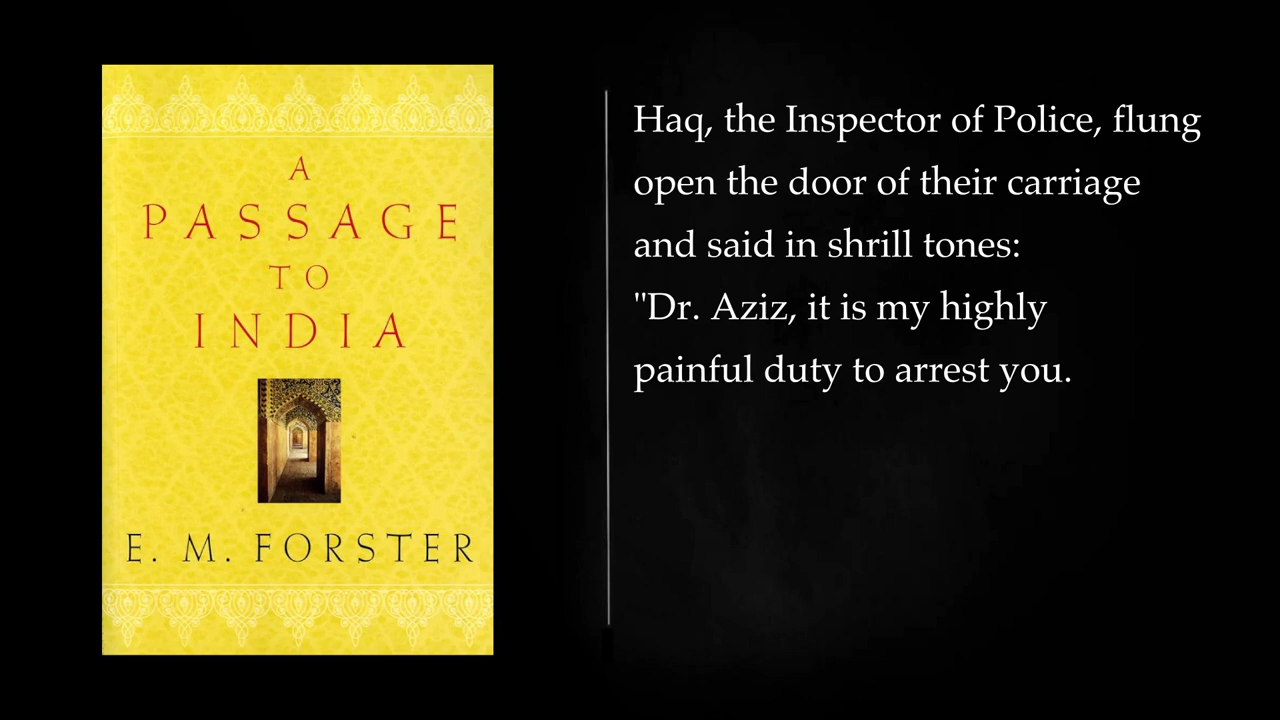 A
PASSAGE
TO
INDIA
E. M. FORSTER
Haq, the Inspector of Police, flung
open the door of their carriage
and said in shrill tones:
"Dr. Aziz, it is my highly
painful duty to arrest you.